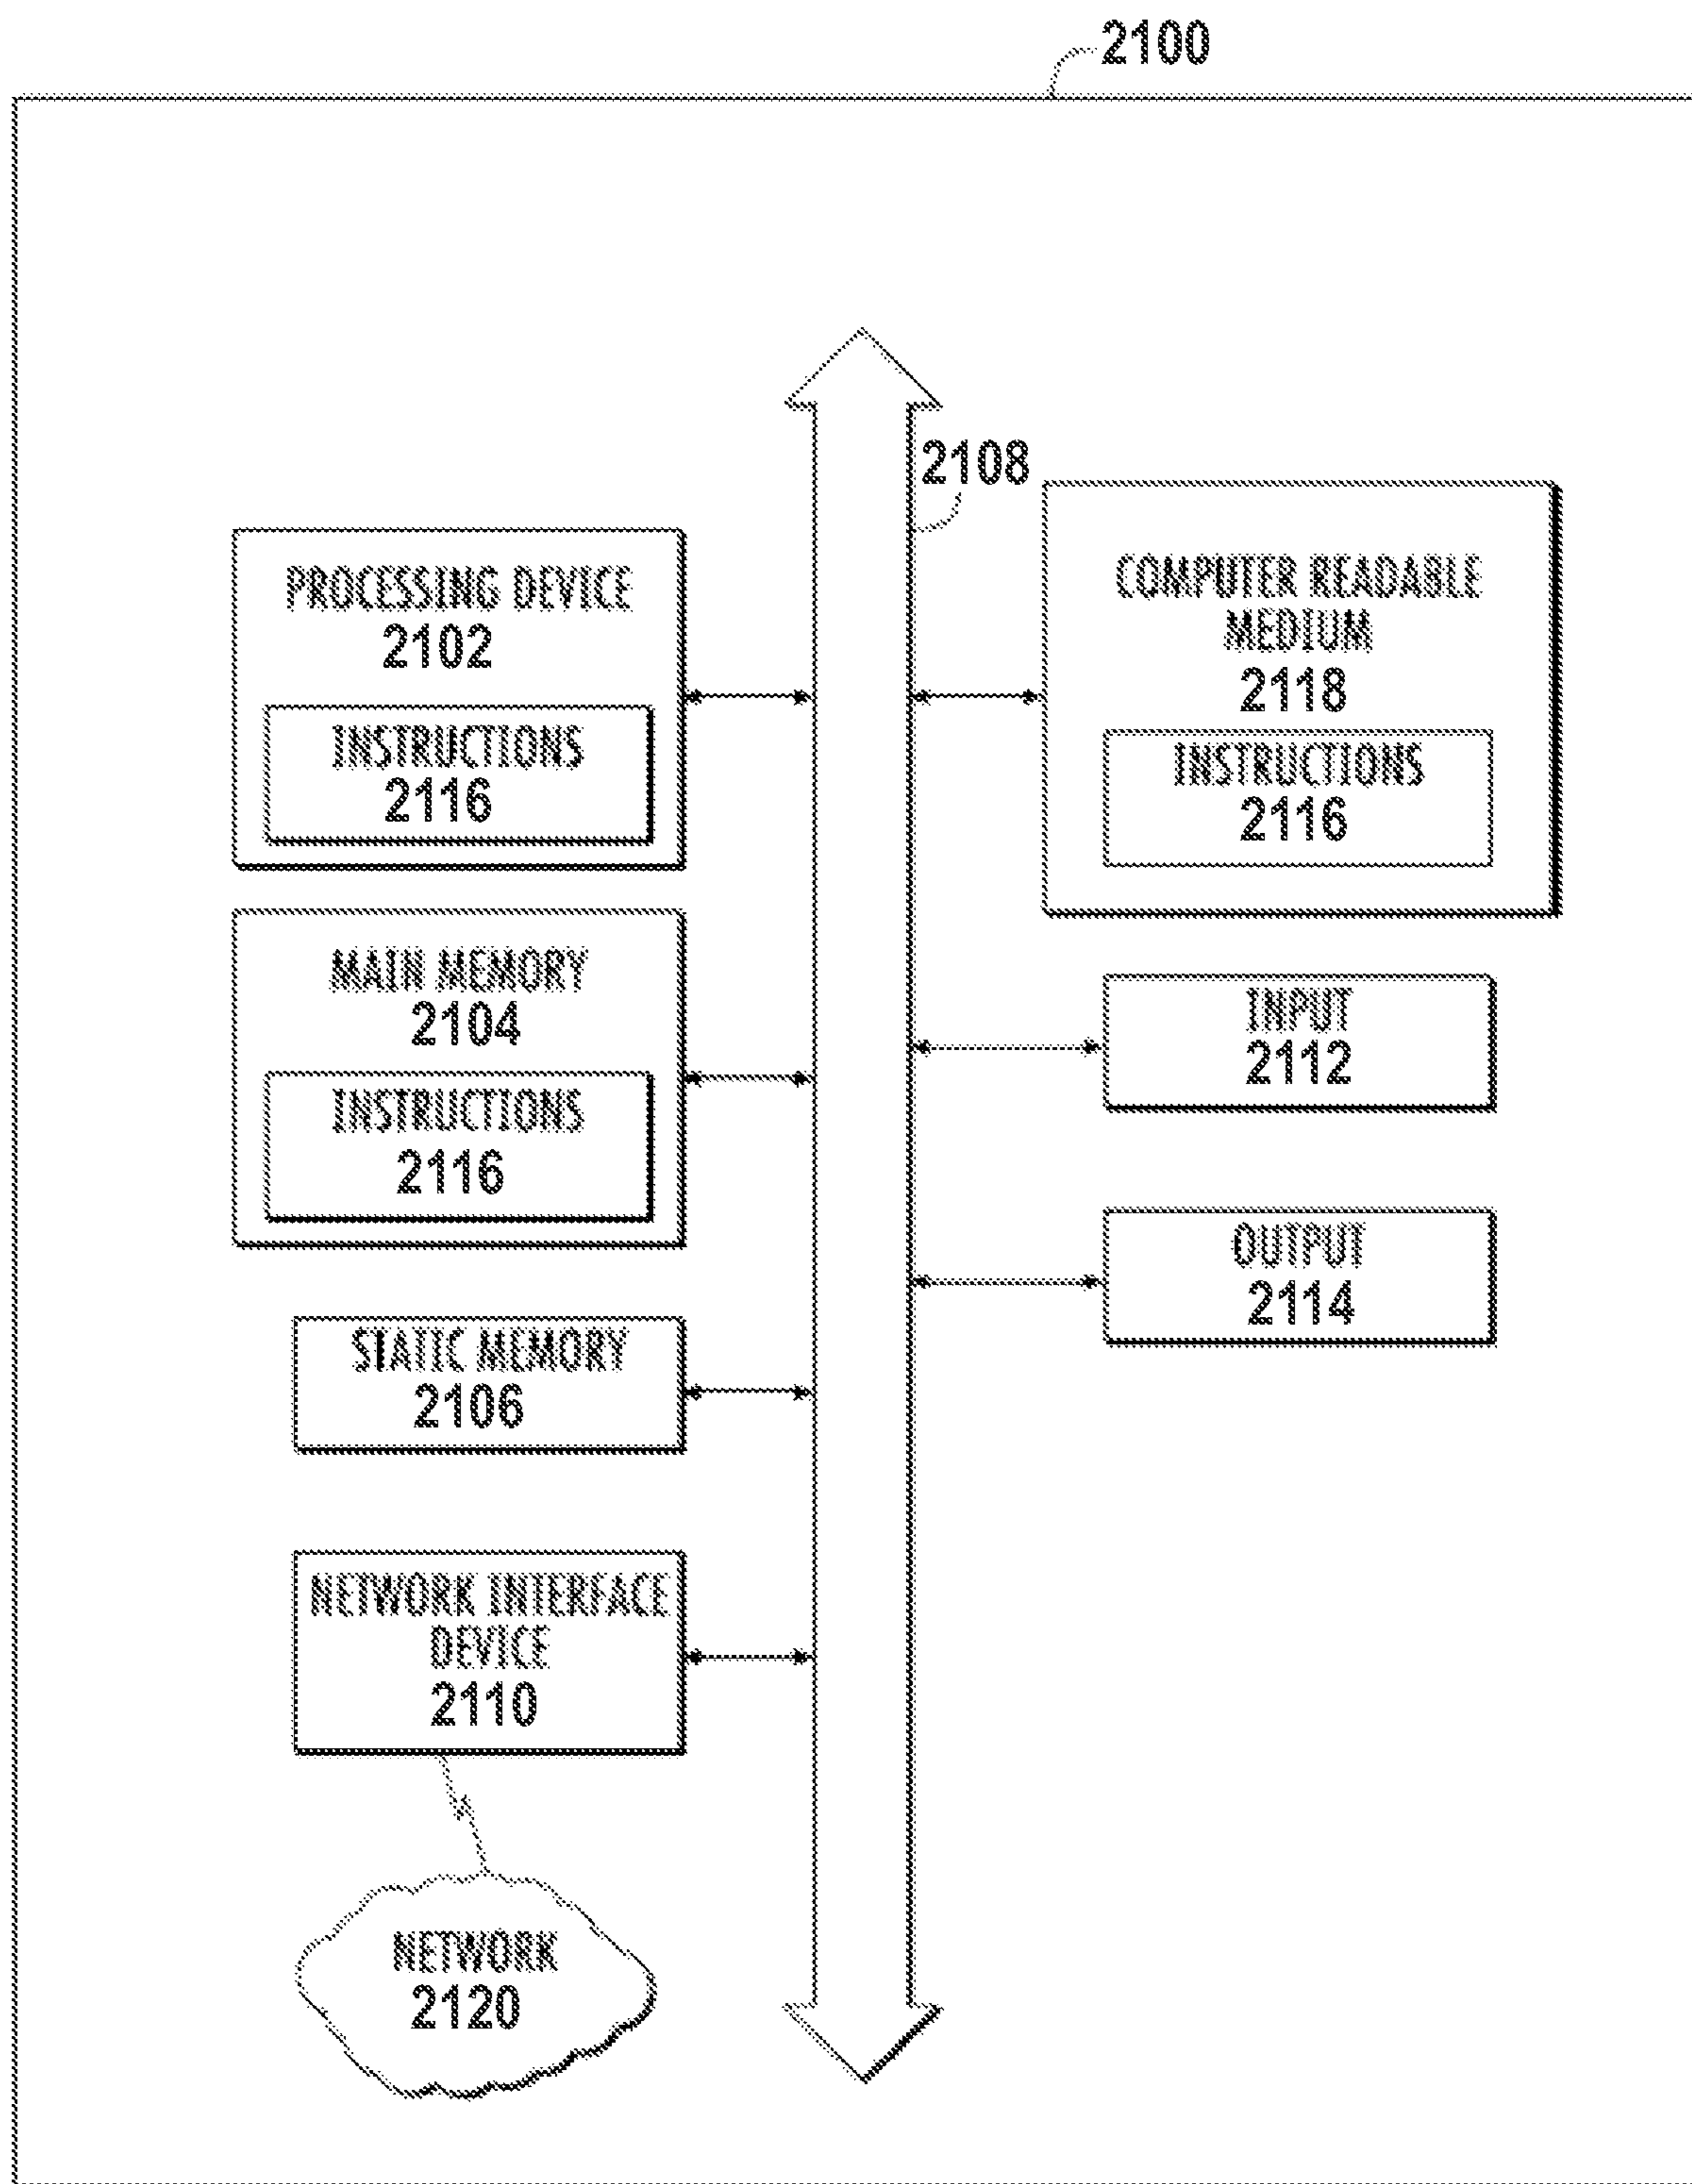 2100
2108
PROCESSING DEVICE
2102
INSTRUCTIONS
2116
MAIN MEMORY
2104
INSTRUCTIONS
2116
STATIC MEMORY
2106
NETWORK INTERFACE
DEVICE
2110
NETWORK
2120
COMPUTER READABLE
MEDIUM
2118
INSTRUCTIONS
2116
INPUT
2112
OUTPUT
2114